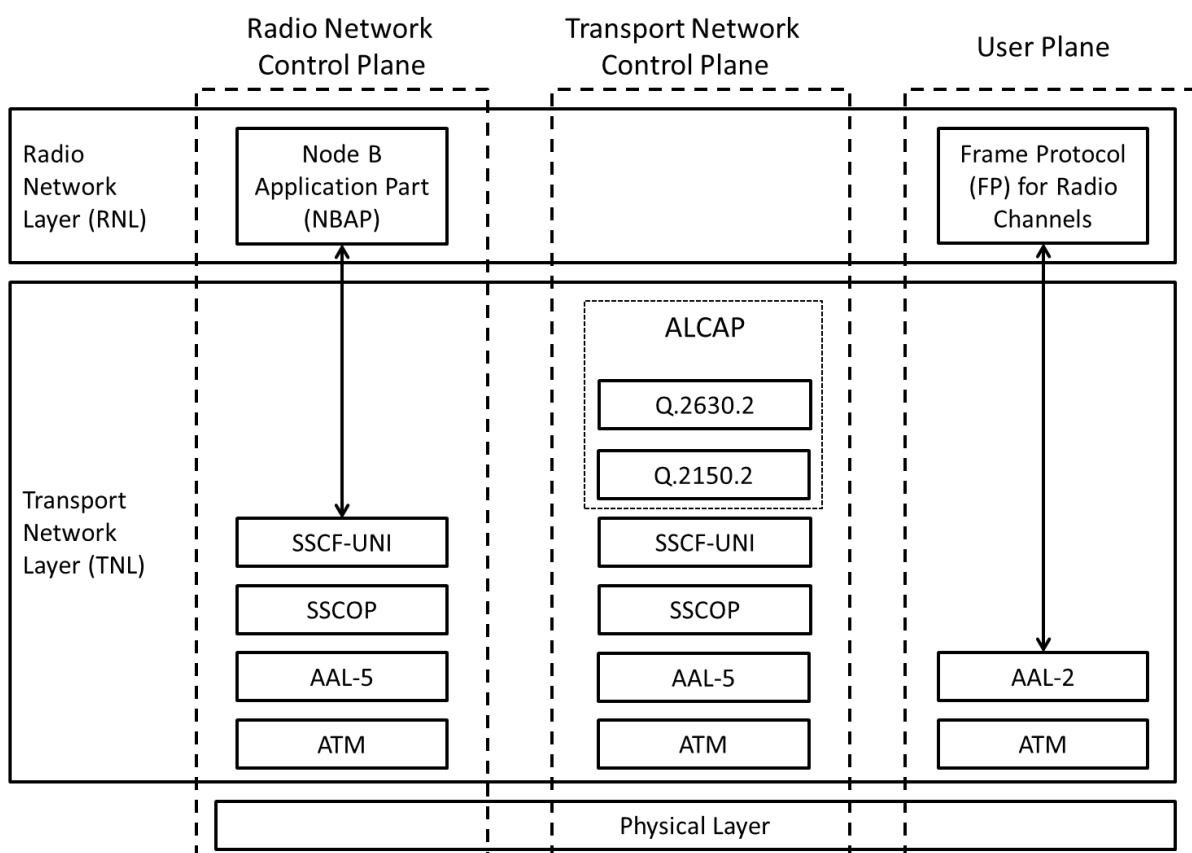 Radio Network
Control Plane
Transport Network
Control Plane
User Plane
Radio
Network
Layer (RNL)
Node B
Application Part
(NBAP)
Frame Protocol
(FP) for Radio
Channels
Transport
Network
Layer (TNL)
ALCAP
Q.2630.2
Q.2150.2
SSCF-UNI
SSCF-UNI
SSCOP
SSCOP
AAL-5
AAL-5
AAL-2
ATM
ATM
ATM
Physical Layer